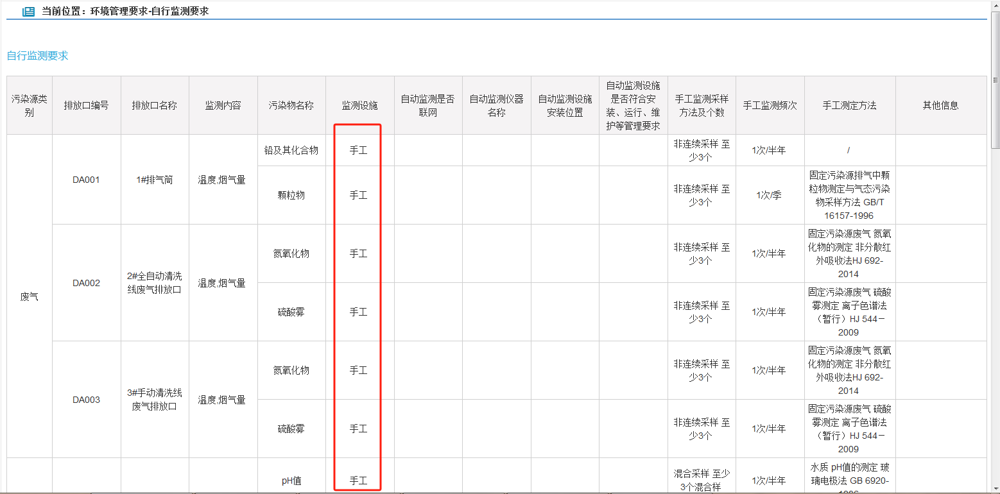 当前位置：环境管理要求-自行监测要求
自行监测要求
污染源类
别
排放口编号
排放口名称
监测内容
污染物名称
监测设施
自动监测是否
联网
自动监测仪器
名称
自动监测设施
安装位置
自动监测设施
是否符合安
装、运行、维
护等管理要求
手工监测采样
方法及个数
手工监测频次
手工测定方法
其他信息
废气
DA001
1#排气筒
温度,烟气量
铅及其化合物
手工
非连续采样 至
少3个
1次/半年
/
颗粒物
手工
非连续采样 至
少3个
1次/季
固定污染源排气中颗
粒物测定与气态污染
物采样方法 GB/T
16157-1996
DA002
2#全自动清洗
线废气排放口
温度,烟气量
氮氧化物
手工
非连续采样 至
少3个
1次/半年
固定污染源废气 氮氧
化物的测定 非分散红
外吸收法HJ 692-
2014
硫酸雾
手工
非连续采样 至
少3个
1次/半年
固定污染源废气 硫酸
雾测定 离子色谱法
（暂行）HJ 544－
2009
DA003
3#手动清洗线
废气排放口
温度,烟气量
氮氧化物
手工
非连续采样 至
少3个
1次/半年
固定污染源废气 氮氧
化物的测定 非分散红
外吸收法HJ 692-
2014
硫酸雾
手工
非连续采样 至
少3个
1次/半年
固定污染源废气 硫酸
雾测定 离子色谱法
（暂行）HJ 544－
2009
pH值
手工
混合采样 至少
3个混合样
1次/半年
水质 pH值的测定 玻
璃电极法 GB 6920-